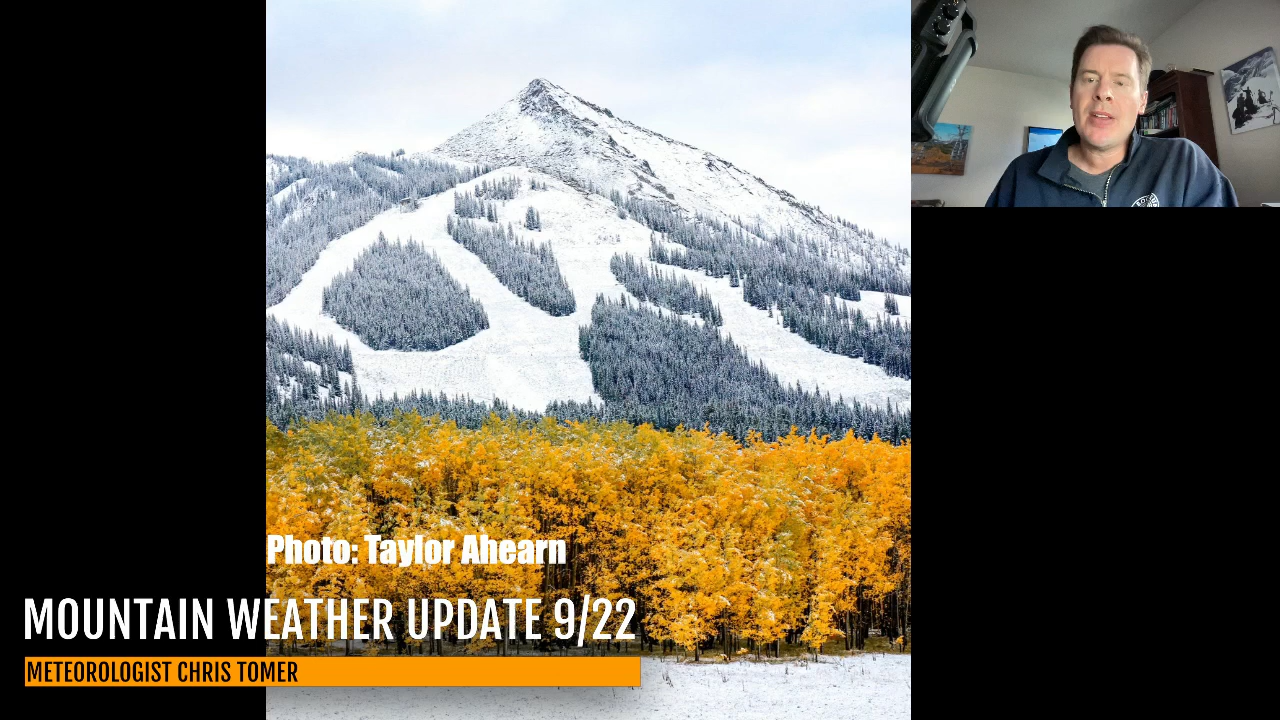 Photo: Taylor Ahearn
MOUNTAIN WEATHER UPDATE 9/22
METEOROLOGIST CHRIS TOMER